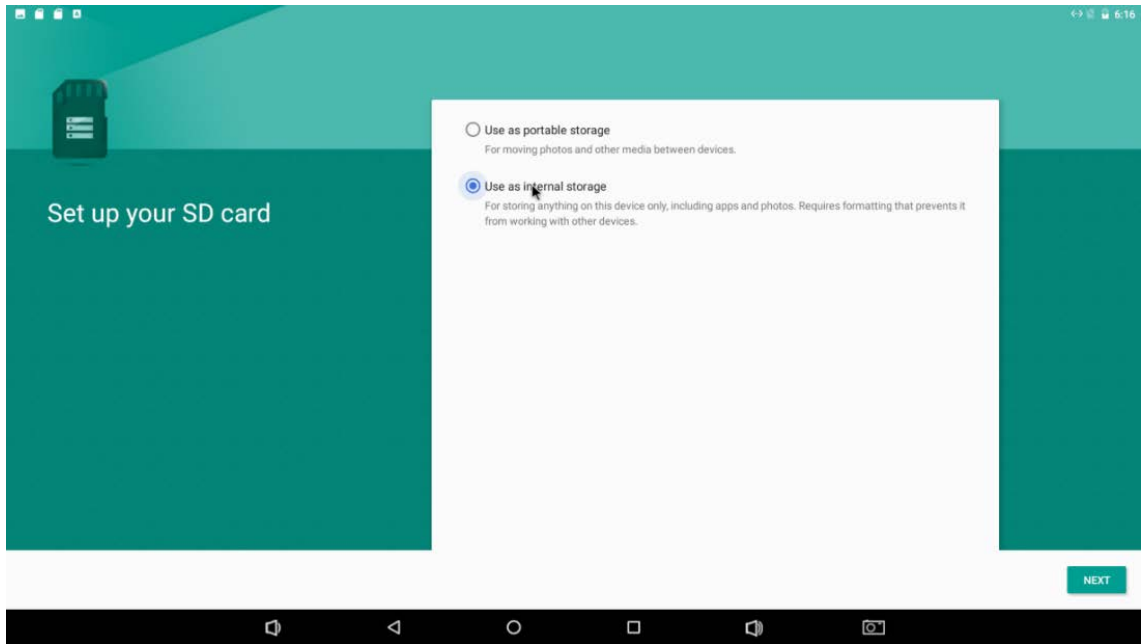 6:16
Set up your SD card
Use as portable storage
For moving photos and other media between devices.
Use as internal storage
For storing anything on this device only, including apps and photos. Requires formatting that prevents it
from working with other devices.
NEXT